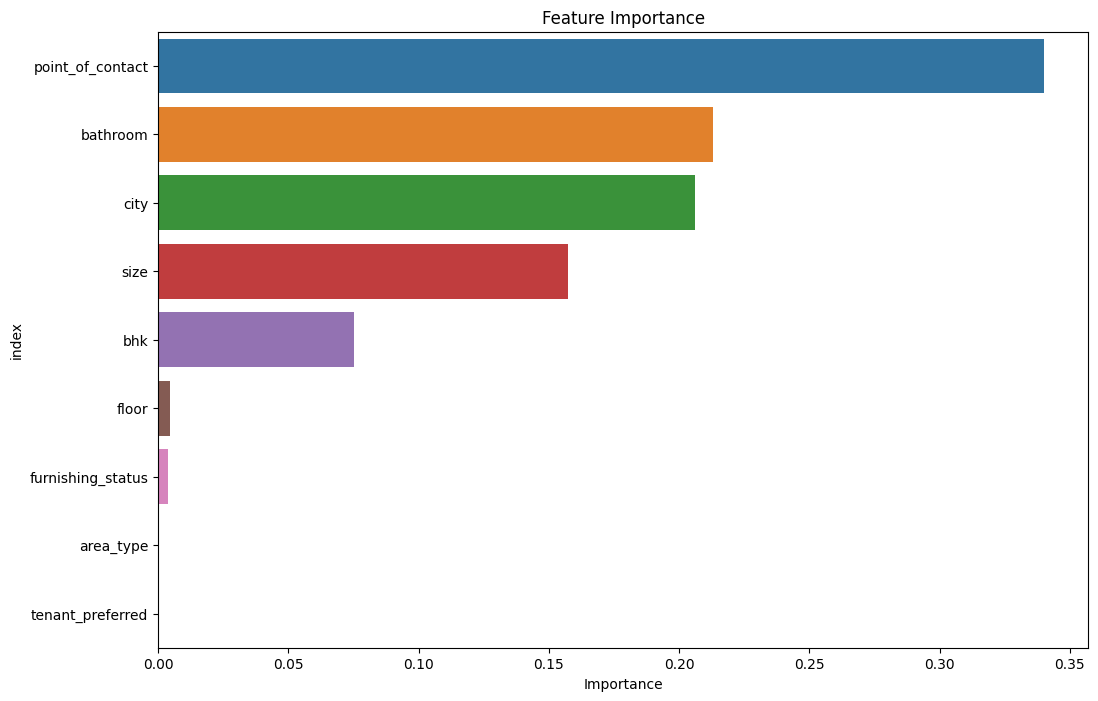 Feature Importance
point_of_contact
bathroom
city
size
bhk
floor
furnishing_status
area_type
tenant_preferred
index
0.00 0.05 0.10 0.15 0.20 0.25 0.30 0.35
Importance